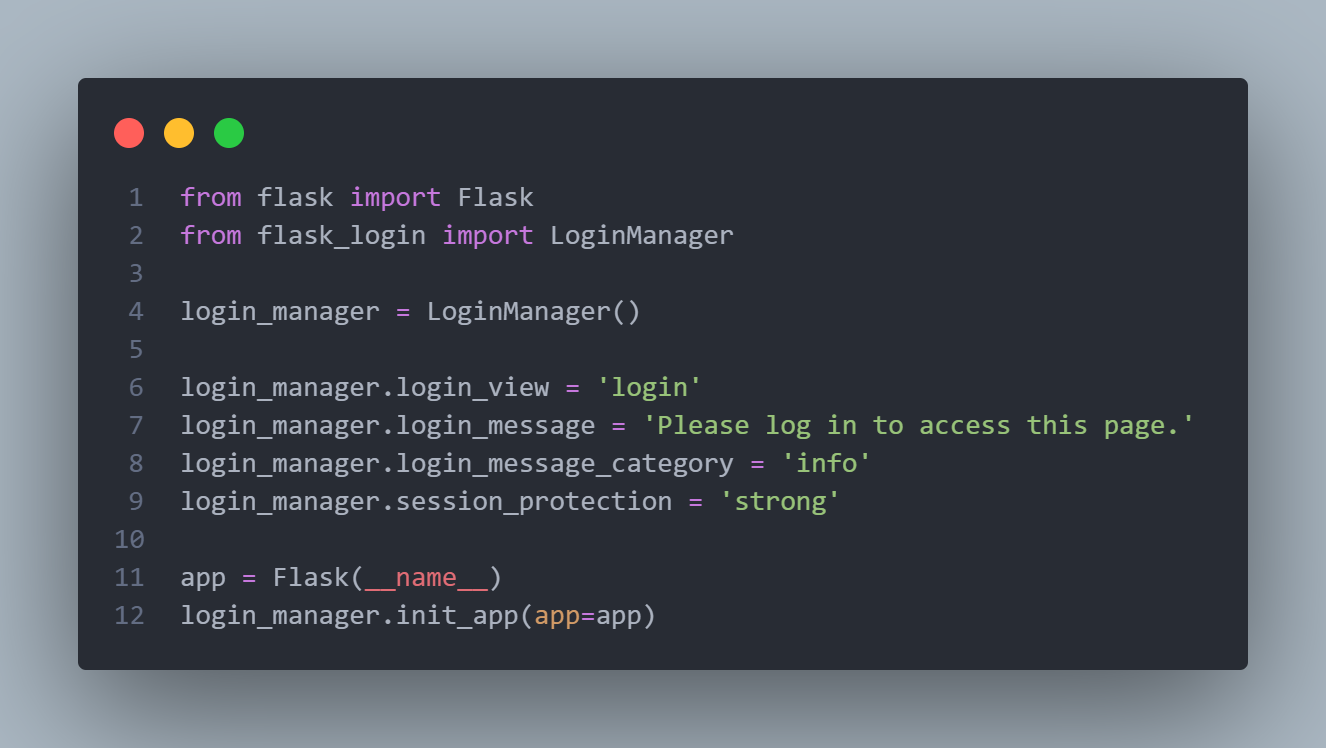 1 from flask import Flask
2 from flask_login import LoginManager
3
4 login_manager = LoginManager()
5
6 login_manager.login_view = 'login'
7 login_manager.login_message = 'Please log in to access this page.'
8 login_manager.login_message_category = 'info'
9 login_manager.session_protection = 'strong'
10
11 app = Flask(__name__)
12 login_manager.init_app(app=app)